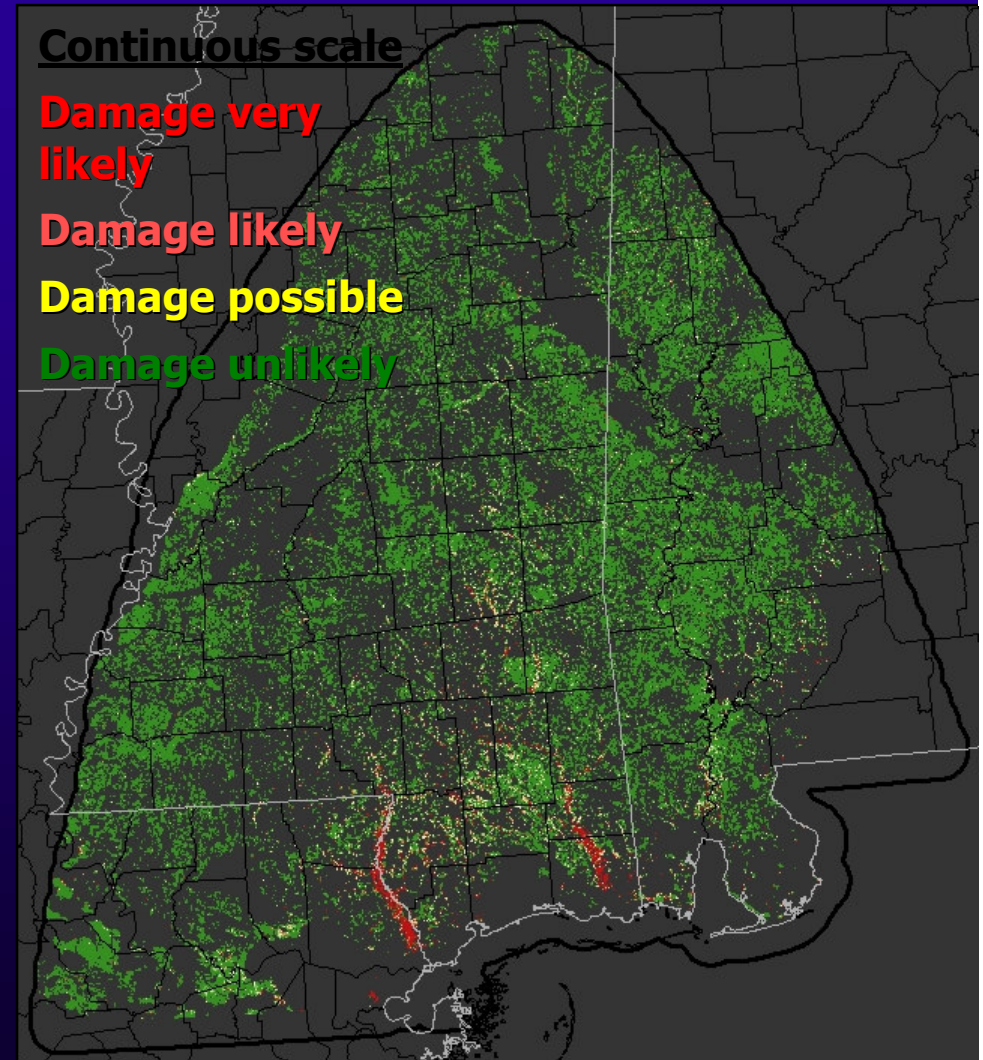 Continuous scale
Damage very
likely
Damage likely
Damage possible
Damage unlikely